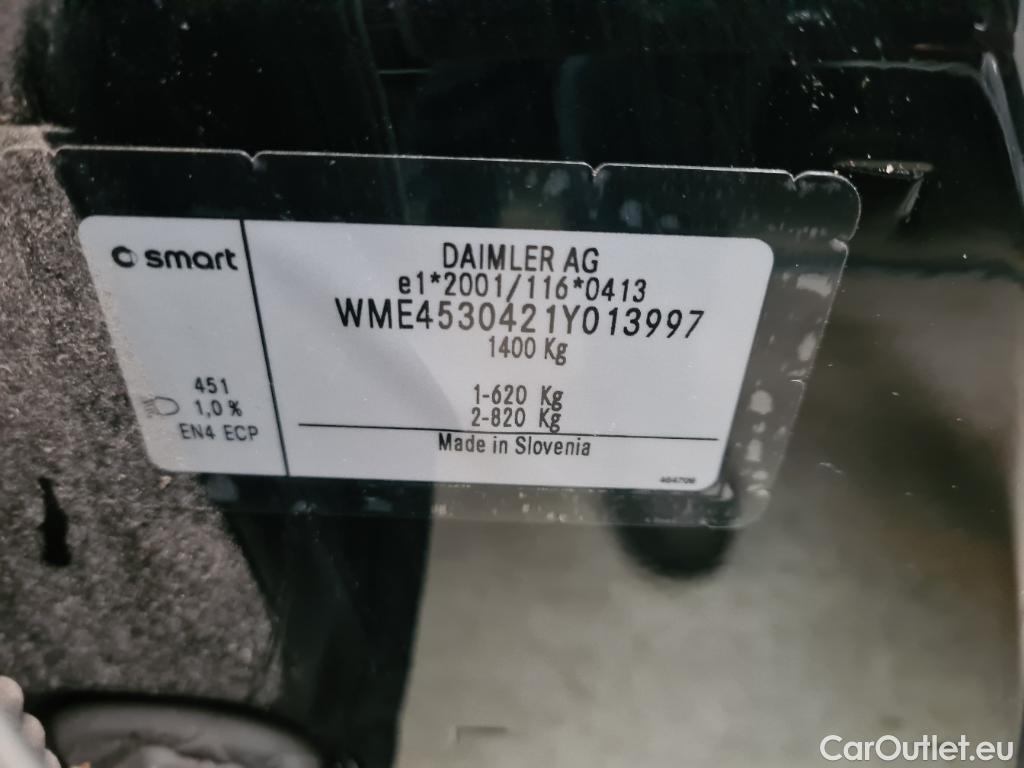 smart
451
1,0 %
EN4 ECP
DAIMLER AG
e1*2001/116*0413
WME4530421Y013997
1400 Kg
1-620 Kg
2-820 Kg
Made in Slovenia
CarOutlet.eu